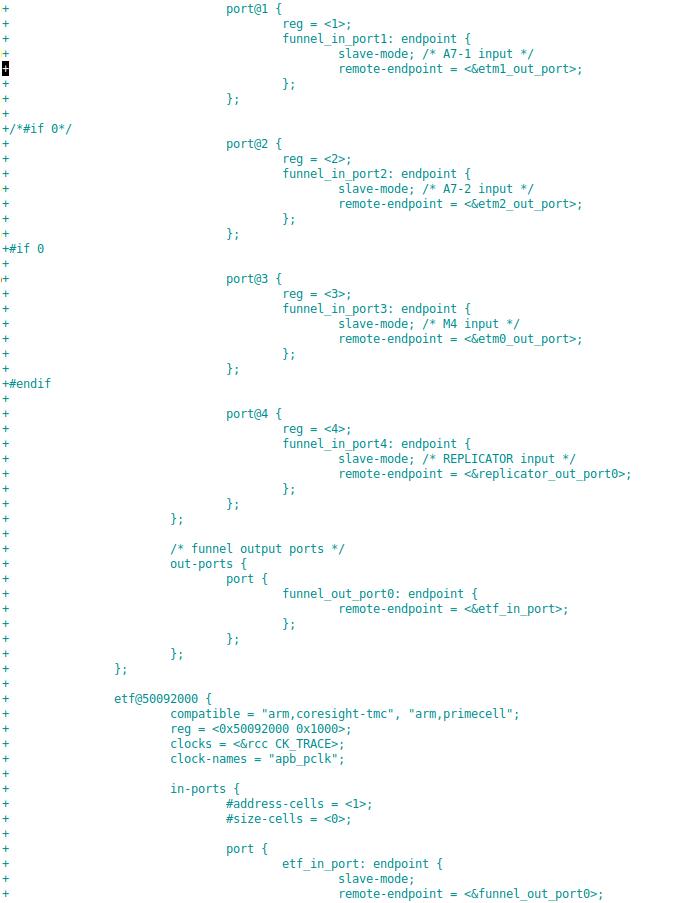 +                               port@1 {
+                                       reg = <1>;
+                                       funnel_in_port1: endpoint {
+                                               slave-mode; /* A7-1 input */
+                                               remote-endpoint = <&etm1_out_port>;
+                                       };
+                               };
+
+/*#if 0*/
+                               port@2 {
+                                       reg = <2>;
+                                       funnel_in_port2: endpoint {
+                                               slave-mode; /* A7-2 input */
+                                               remote-endpoint = <&etm2_out_port>;
+                                       };
+                               };
+#if 0
+
+                               port@3 {
+                                       reg = <3>;
+                                       funnel_in_port3: endpoint {
+                                               slave-mode; /* M4 input */
+                                               remote-endpoint = <&etm0_out_port>;
+                                       };
+                               };
+#endif
+
+                               port@4 {
+                                       reg = <4>;
+                                       funnel_in_port4: endpoint {
+                                               slave-mode; /* REPLICATOR input */
+                                               remote-endpoint = <&replicator_out_port0>;
+                                       };
+                               };
+                       };
+
+                       /* funnel output ports */
+                       out-ports {
+                               port {
+                                       funnel_out_port0: endpoint {
+                                               remote-endpoint = <&etf_in_port>;
+                                       };
+                               };
+                       };
+               };
+
+               etf@50092000 {
+                       compatible = "arm,coresight-tmc", "arm,primecell";
+                       reg = <0x50092000 0x1000>;
+                       clocks = <&rcc CK_TRACE>;
+                       clock-names = "apb_pclk";
+
+                       in-ports {
+                               #address-cells = <1>;
+                               #size-cells = <0>;
+
+                               port {
+                                       etf_in_port: endpoint {
+                                               slave-mode;
+                                               remote-endpoint = <&funnel_out_port0>;